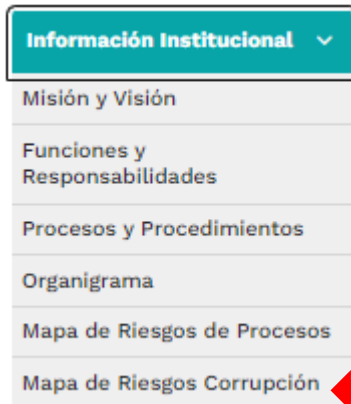 Información Institucional
Misión y Visión
Funciones y
Responsabilidades
Procesos y Procedimientos
Organigrama
Mapa de Riesgos de Procesos
Mapa de Riesgos Corrupción